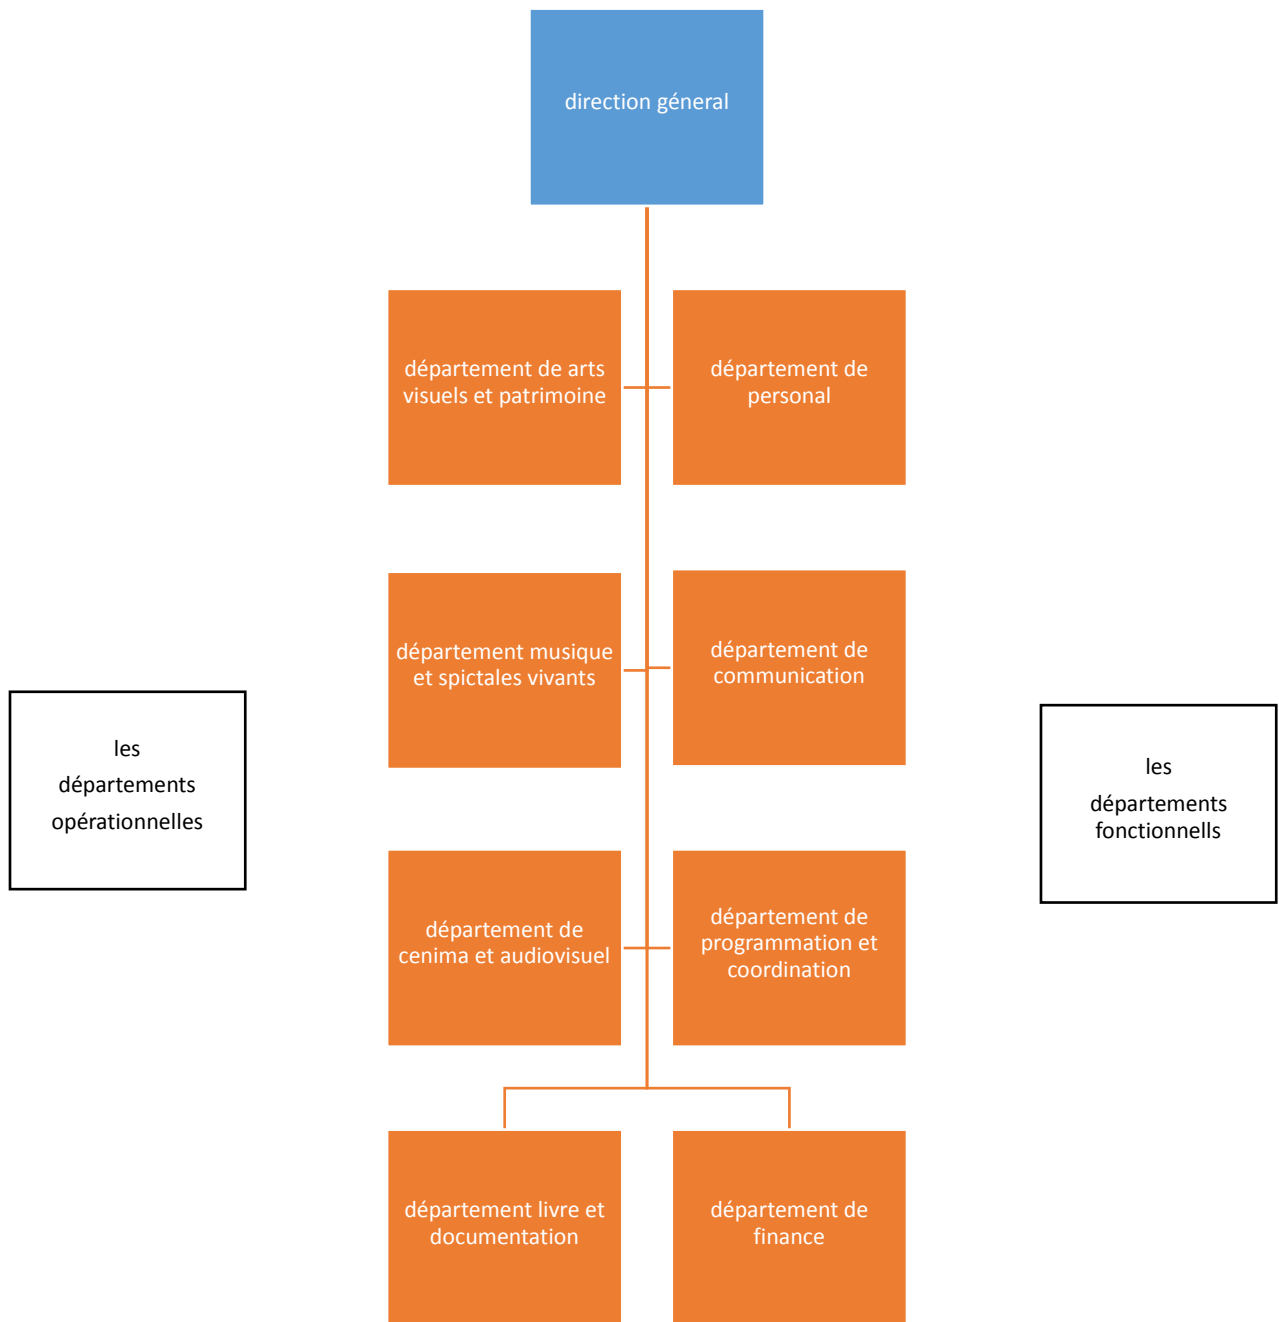 direction géneral
département de arts
visuels et patrimoine
département de
personal
département musique
et spictales vivants
département de
communication
les
départements
opérationnelles
les
départements
fonctionnells
département de
cenima et audiovisuel
département de
programmation et
coordination
département livre et
documentation
département de
finance